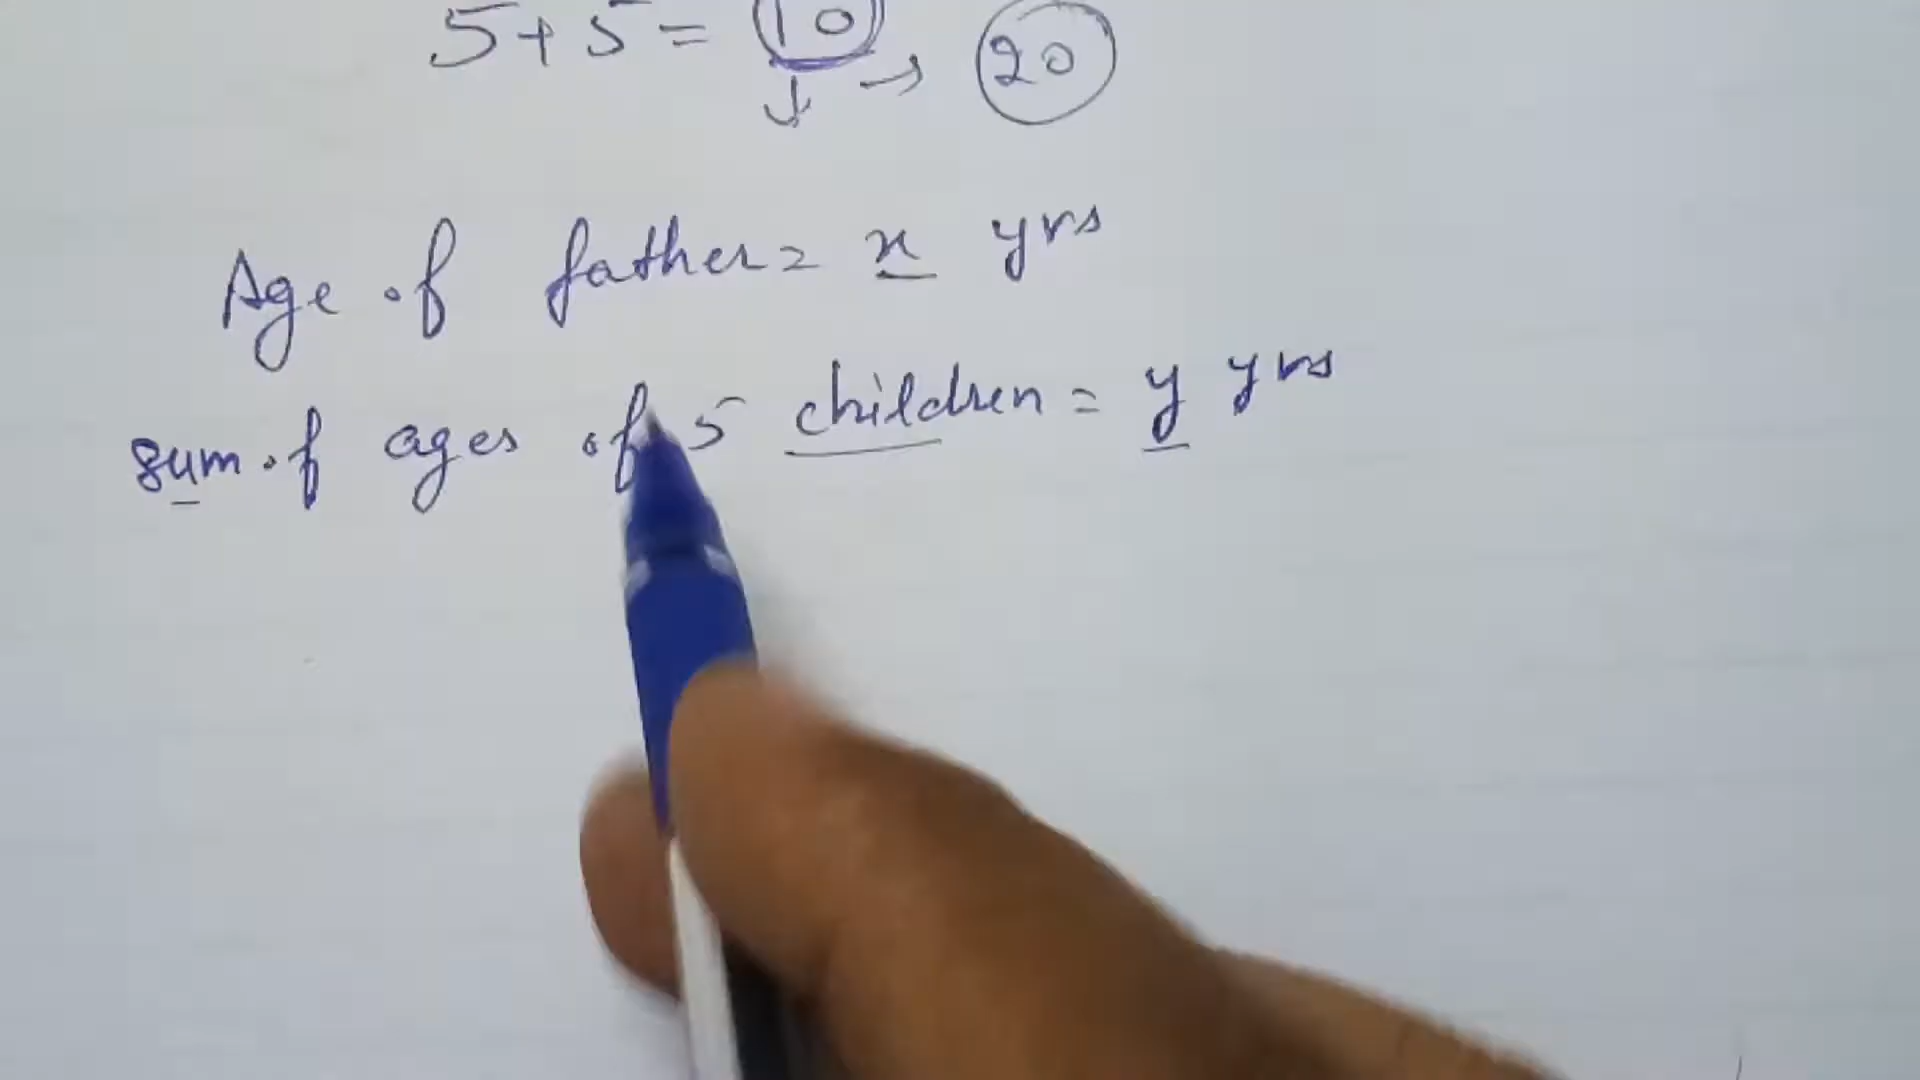 5+5= 10 → 20
↓
Age of father = x yrs
sum of ages of 5 children = y yrs